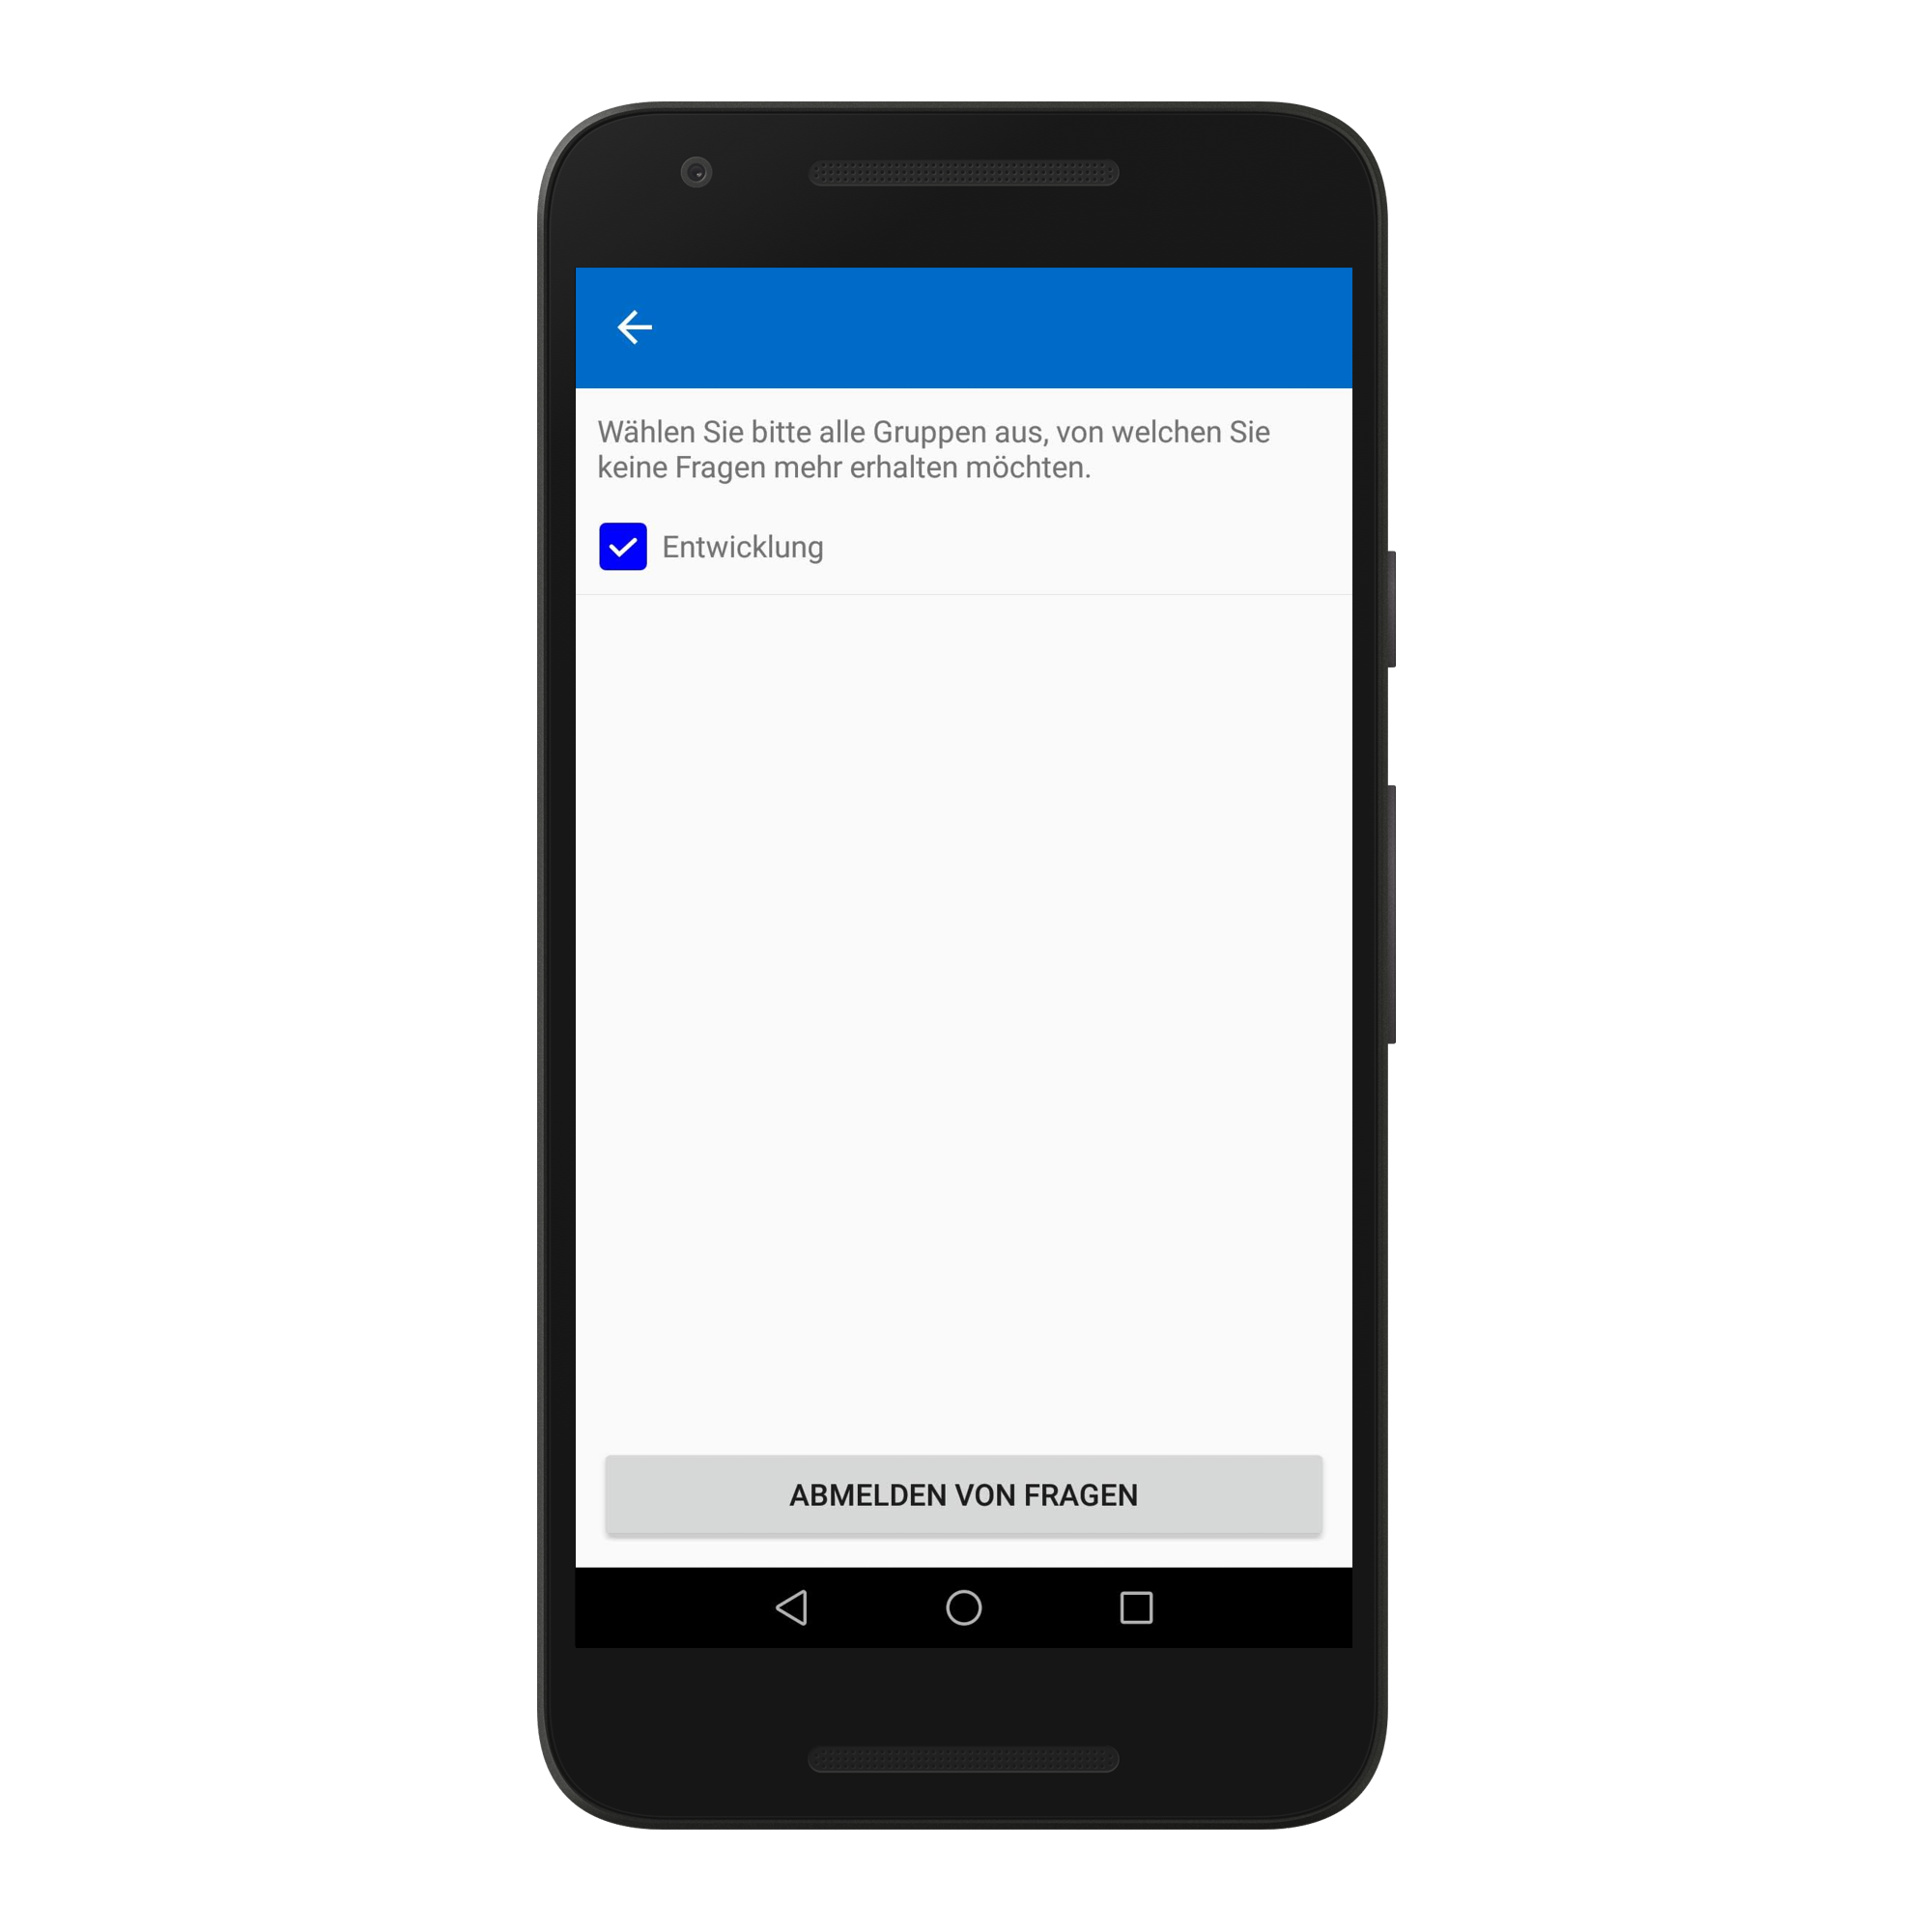 Wählen Sie bitte alle Gruppen aus, von welchen Sie
keine Fragen mehr erhalten möchten.
Entwicklung
ABMELDEN VON FRAGEN